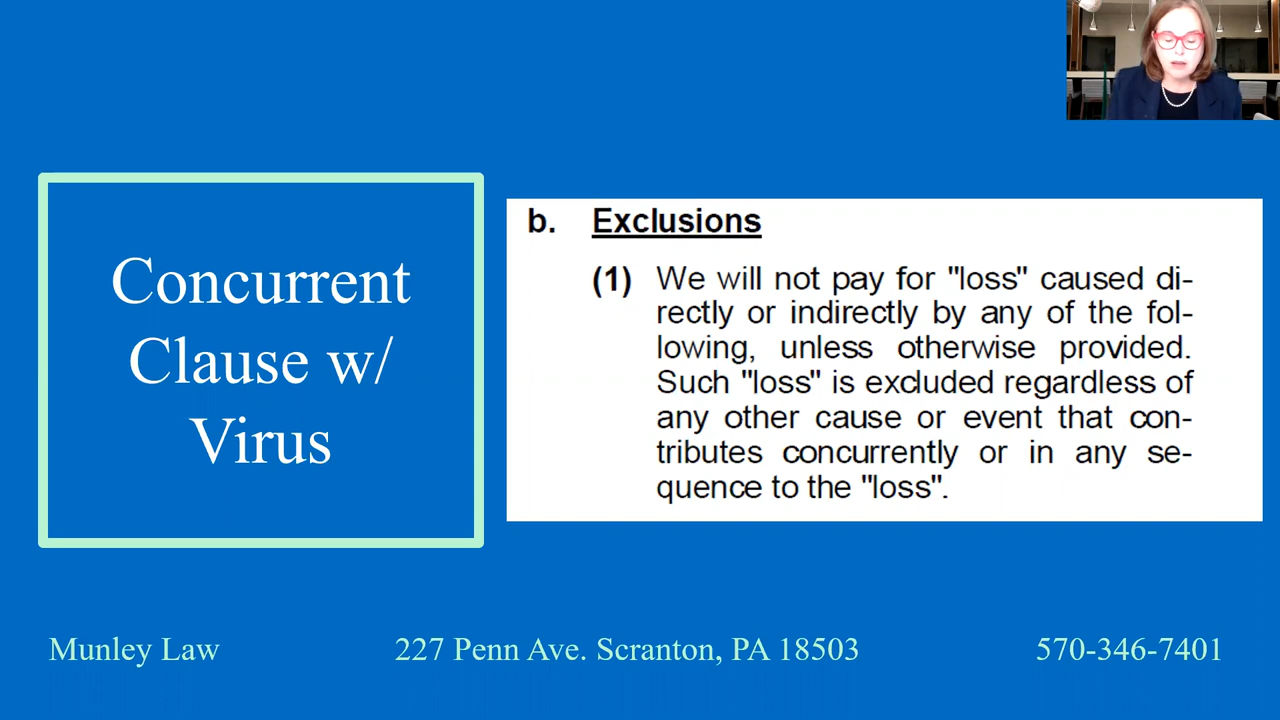 Concurrent
Clause w/
Virus
b. Exclusions
(1) We will not pay for "loss" caused di-
rectly or indirectly by any of the fol-
lowing, unless otherwise provided.
Such "loss" is excluded regardless of
any other cause or event that con-
tributes concurrently or in any se-
quence to the "loss".
Munley Law 227 Penn Ave. Scranton, PA 18503 570-346-7401